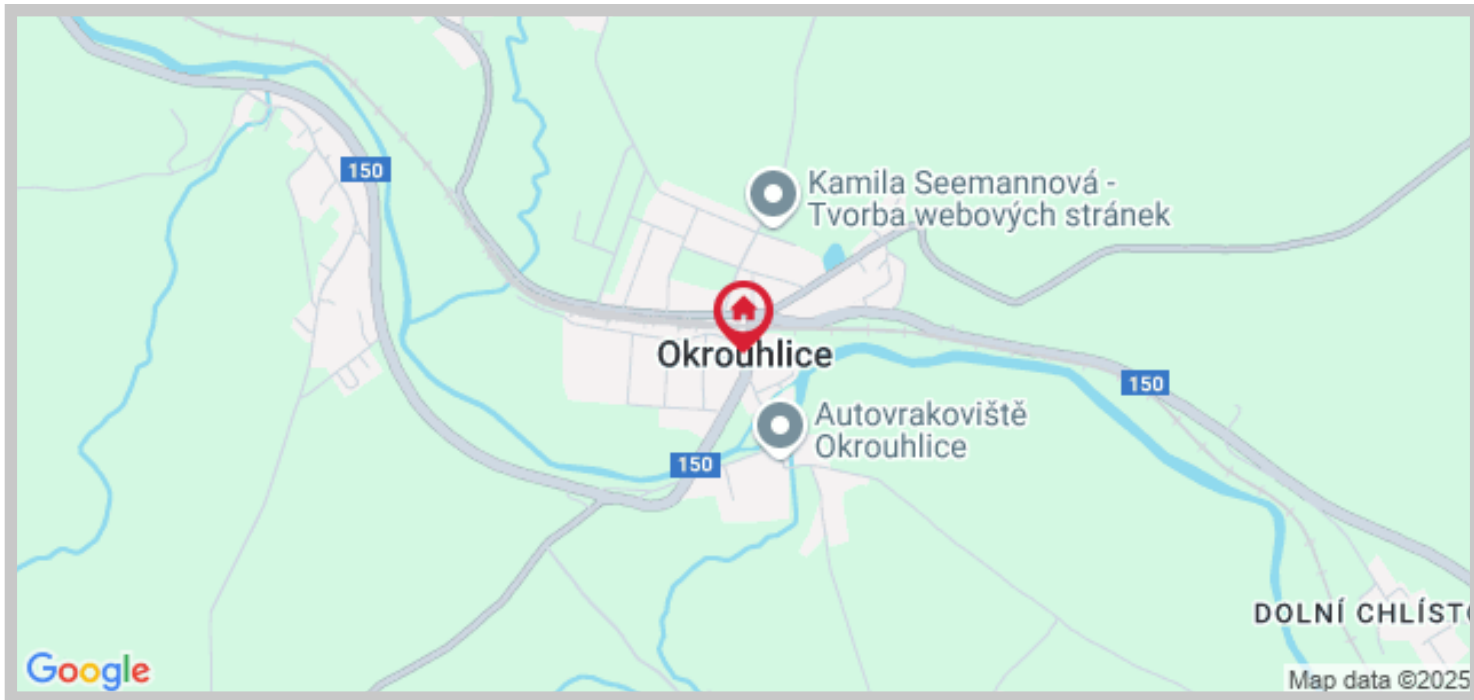 150
Kamila Seemannová -
Tvorba webových stránek
Okrouhlice
150
Autovrakoviště
Okrouhlice
150
DOLNÍ CHLÍSTO
Google
Map data ©2025